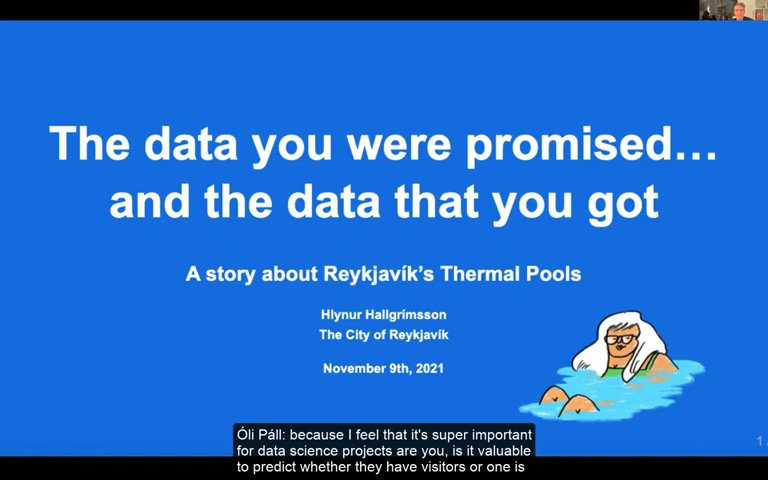 The data you were promised…
and the data that you got
A story about Reykjavík's Thermal Pools
Hlynur Hallgrímsson
The City of Reykjavík
November 9th, 2021
1 /
Óli Páll: because I feel that it's super important
for data science projects are you, is it valuable
to predict whether they have visitors or one is